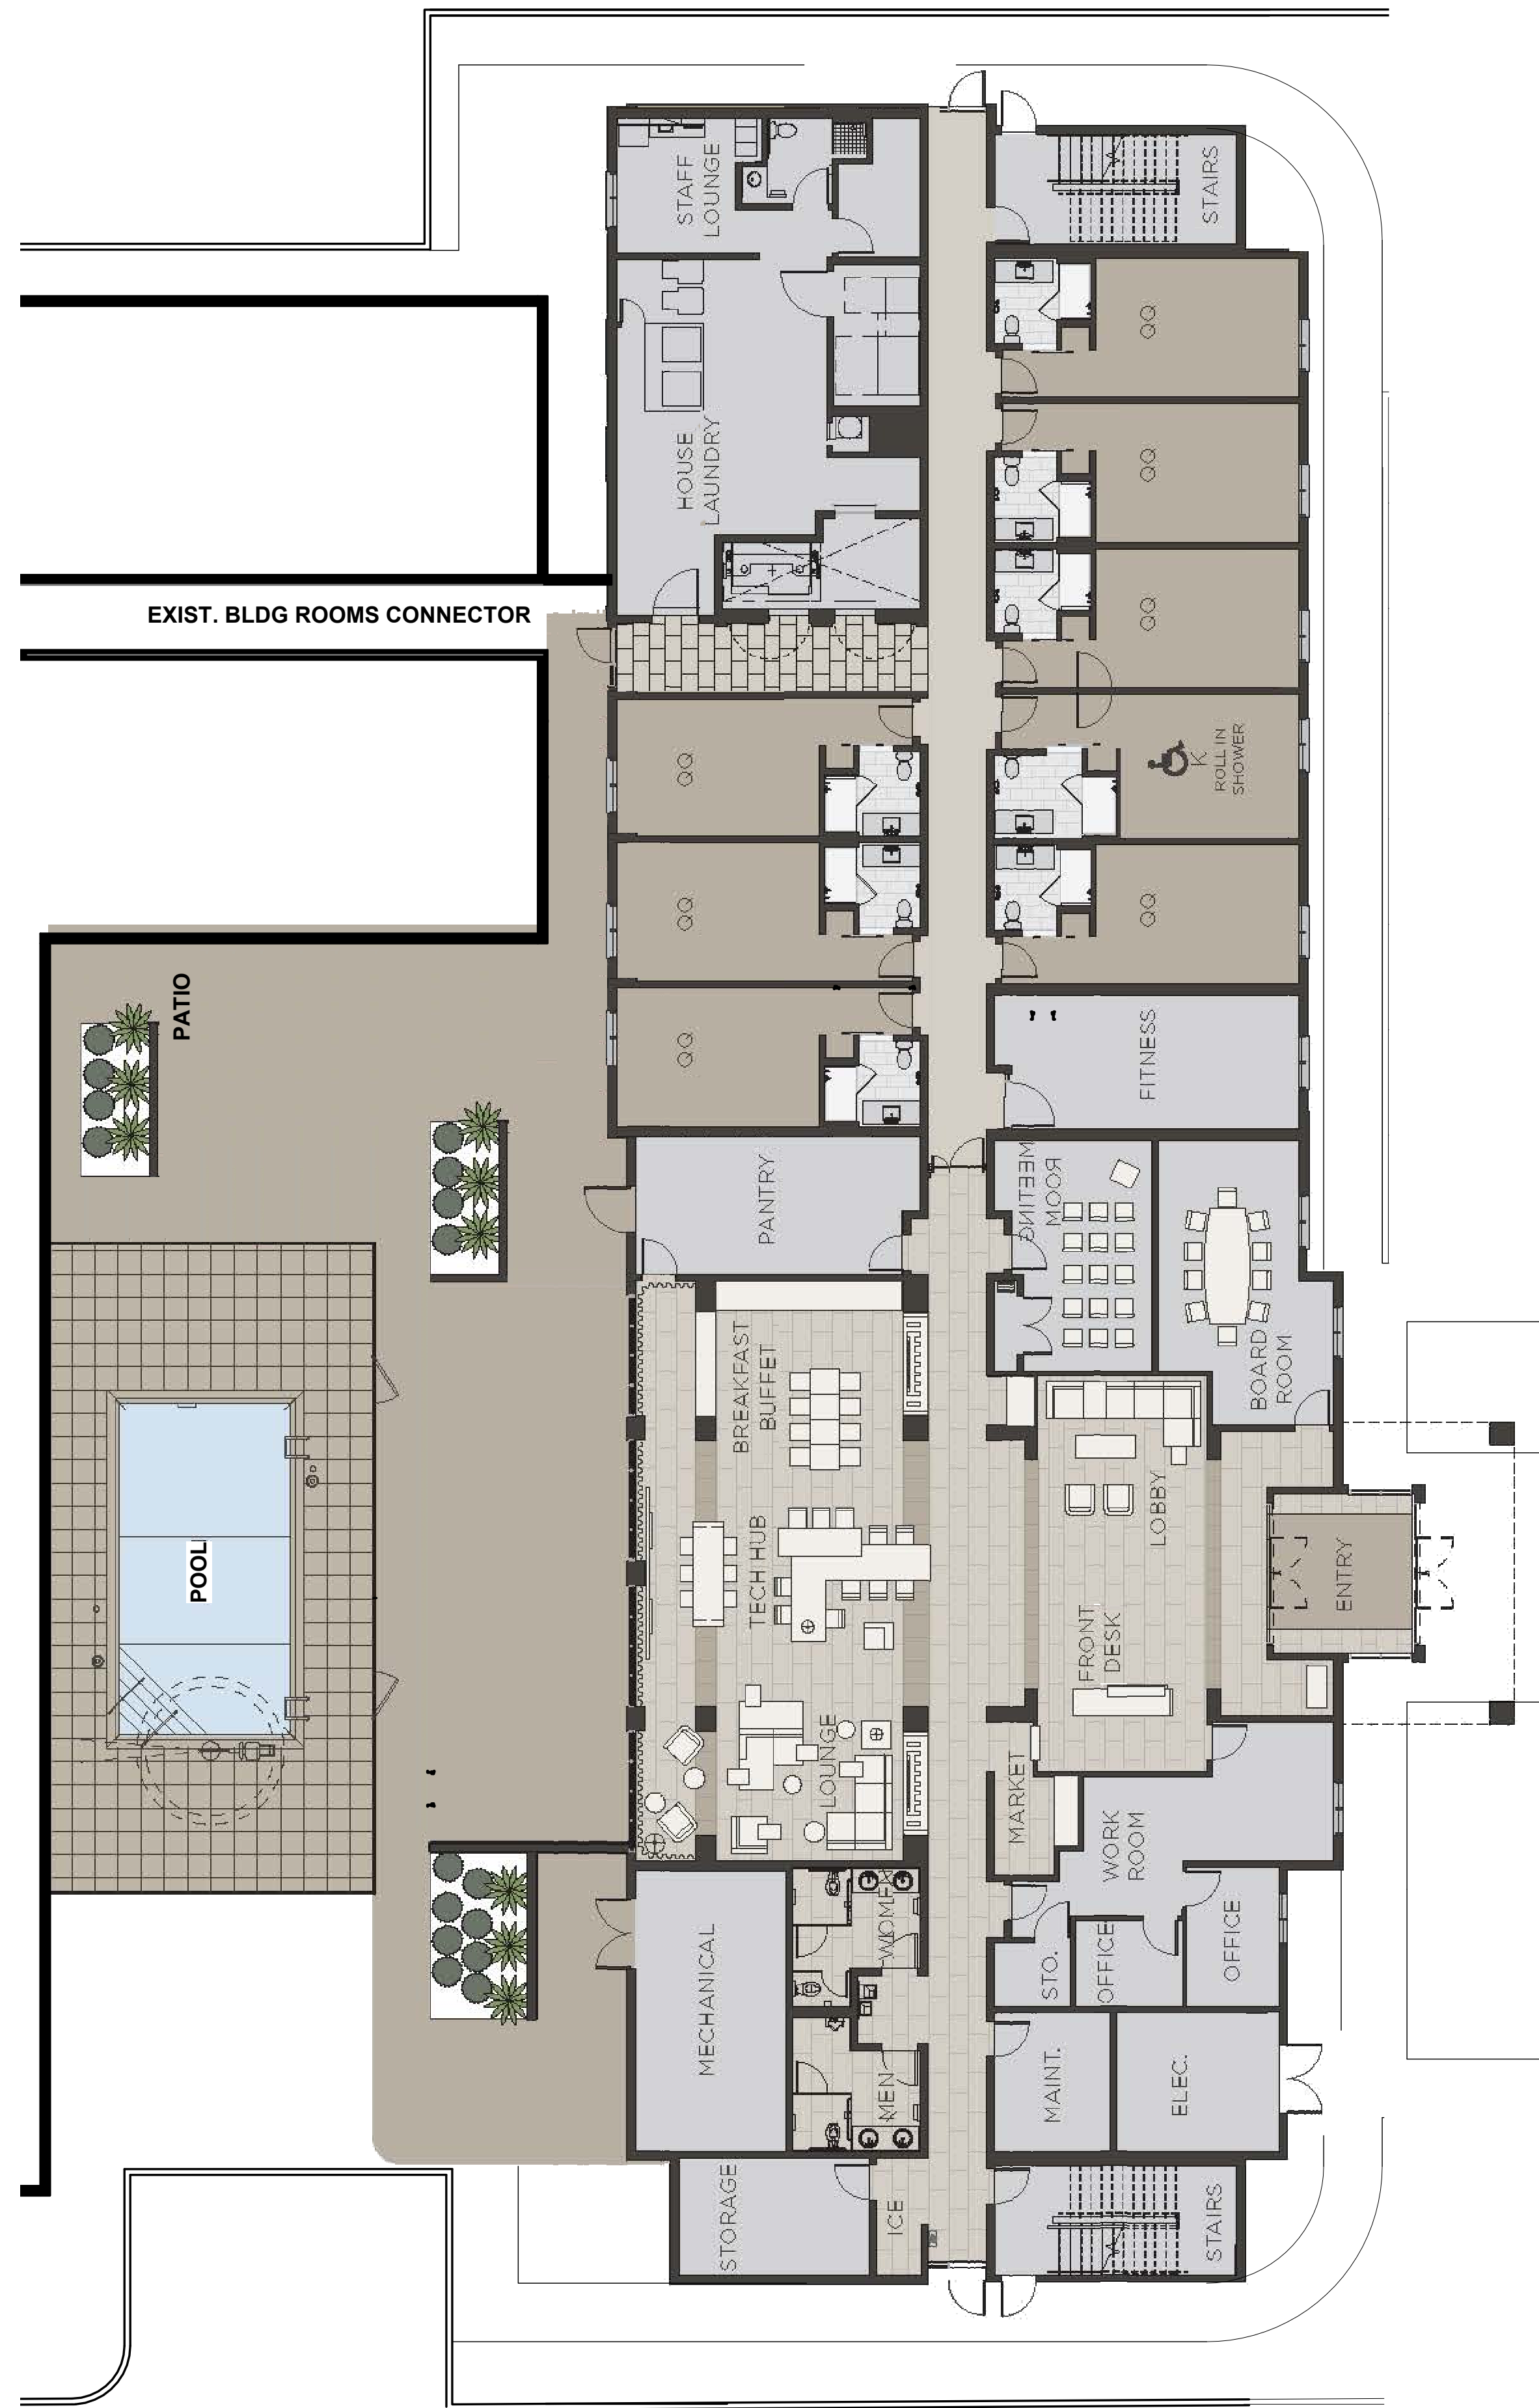 STAFF
LOUNGE
STAIRS
QQ
HOUSE
LAUNDRY
QQ
EXIST. BLDG ROOMS CONNECTOR
QQ
QQ
K
ROLL IN
SHOWER
QQ
QQ
PATIO
QQ
FITNESS
PANTRY
MEETING
ROOM
BREAKFAST
BUFFET
BOARD
ROOM
POOL
TECH HUB
LOBBY
ENTRY
FRONT
DESK
LOUNGE
MARKET
WORK
ROOM
MECHANICAL
WOMEN
STO.
OFFICE
OFFICE
MEN
MAINT.
ELEC.
STORAGE
ICE
STAIRS